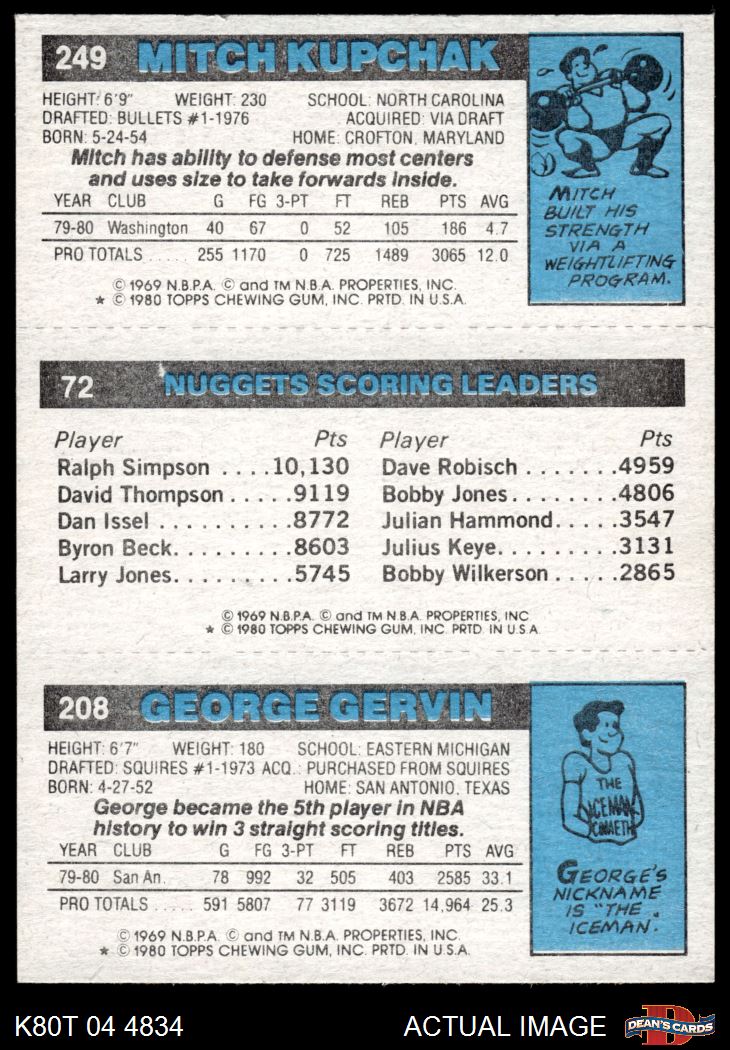 249 MITCH KUPCHAK
HEIGHT: 6'9" WEIGHT: 230 SCHOOL: NORTH CAROLINA
DRAFTED: BULLETS #1-1976 ACQUIRED: VIA DRAFT
BORN: 5-24-54 HOME: CROFTON, MARYLAND
Mitch has ability to defense most centers
and uses size to take forwards inside.
YEAR CLUB G FG 3-PT FT REB PTS AVG
79-80 Washington 40 67 0 52 105 186 4.7
PRO TOTALS ..... 255 1170 0 725 1489 3065 12.0
© 1969 N.B.P.A. © and TM N.B.A. PROPERTIES, INC.
* © 1980 TOPPS CHEWING GUM, INC. PRTD. IN U.S.A.
MITCH
BUILT HIS
STRENGTH
VIA A
WEIGHTLIFTING
PROGRAM.
72 NUGGETS SCORING LEADERS
Player Pts Player Pts
Ralph Simpson ....10,130 Dave Robisch .......4959
David Thompson .....9119 Bobby Jones ........4806
Dan Issel ..........8772 Julian Hammond .....3547
Byron Beck.........8603 Julius Keye.........3131
Larry Jones.........5745 Bobby Wilkerson .....2865
© 1969 N.B.P.A. © and TM N.B.A. PROPERTIES, INC
* © 1980 TOPPS CHEWING GUM, INC. PRTD. IN U.S.A.
208 GEORGE GERVIN
HEIGHT: 6'7" WEIGHT: 180 SCHOOL: EASTERN MICHIGAN
DRAFTED: SQUIRES #1-1973 ACQ.: PURCHASED FROM SQUIRES
BORN: 4-27-52 HOME: SAN ANTONIO, TEXAS
George became the 5th player in NBA
history to win 3 straight scoring titles.
YEAR CLUB G FG 3-PT FT REB PTS AVG
79-80 San An. 78 992 32 505 403 2585 33.1
PRO TOTALS ..... 591 5807 77 3119 3672 14,964 25.3
© 1969 N.B.P.A. © and TM N.B.A. PROPERTIES, INC.
* © 1980 TOPPS CHEWING GUM, INC. PRTD. IN U.S.A.
THE
ICEMAN
COMAETH
GEORGE'S
NICKNAME
IS "THE
ICEMAN".
K80T 04 4834 ACTUAL IMAGE D DEAN'S CARDS